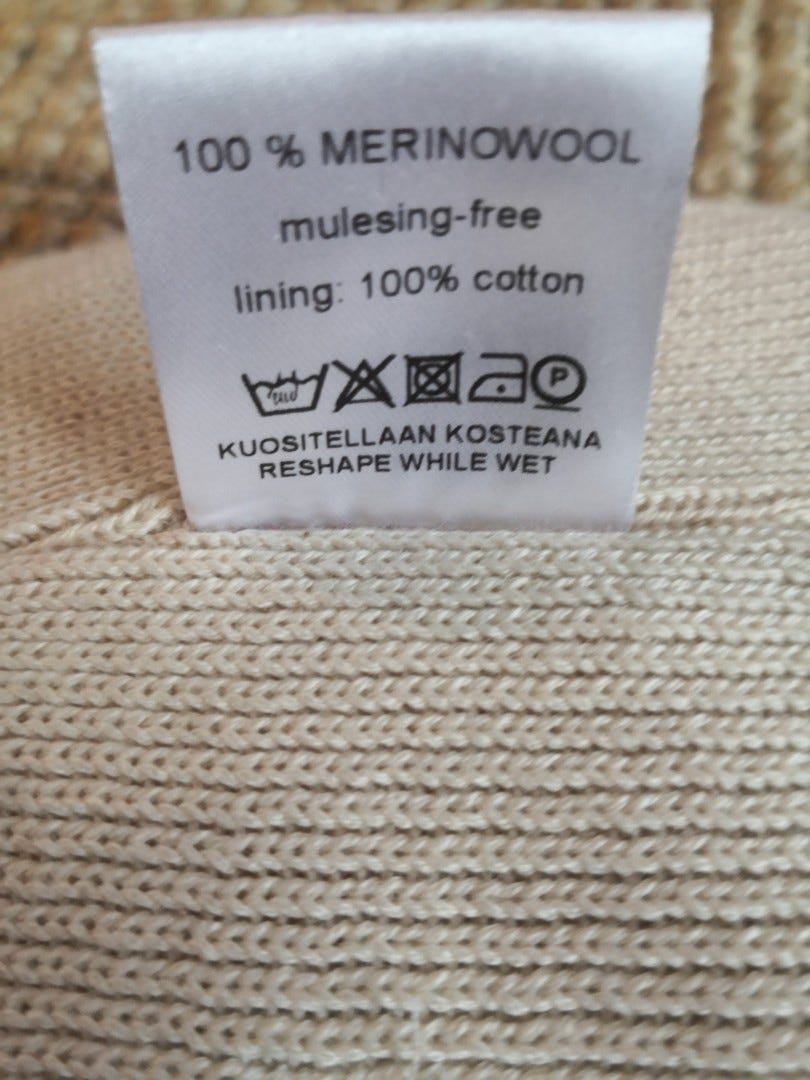 100 % MERINOWOOL
mulesing-free
lining: 100% cotton
P
KUOSITELLAAN KOSTEANA
RESHAPE WHILE WET